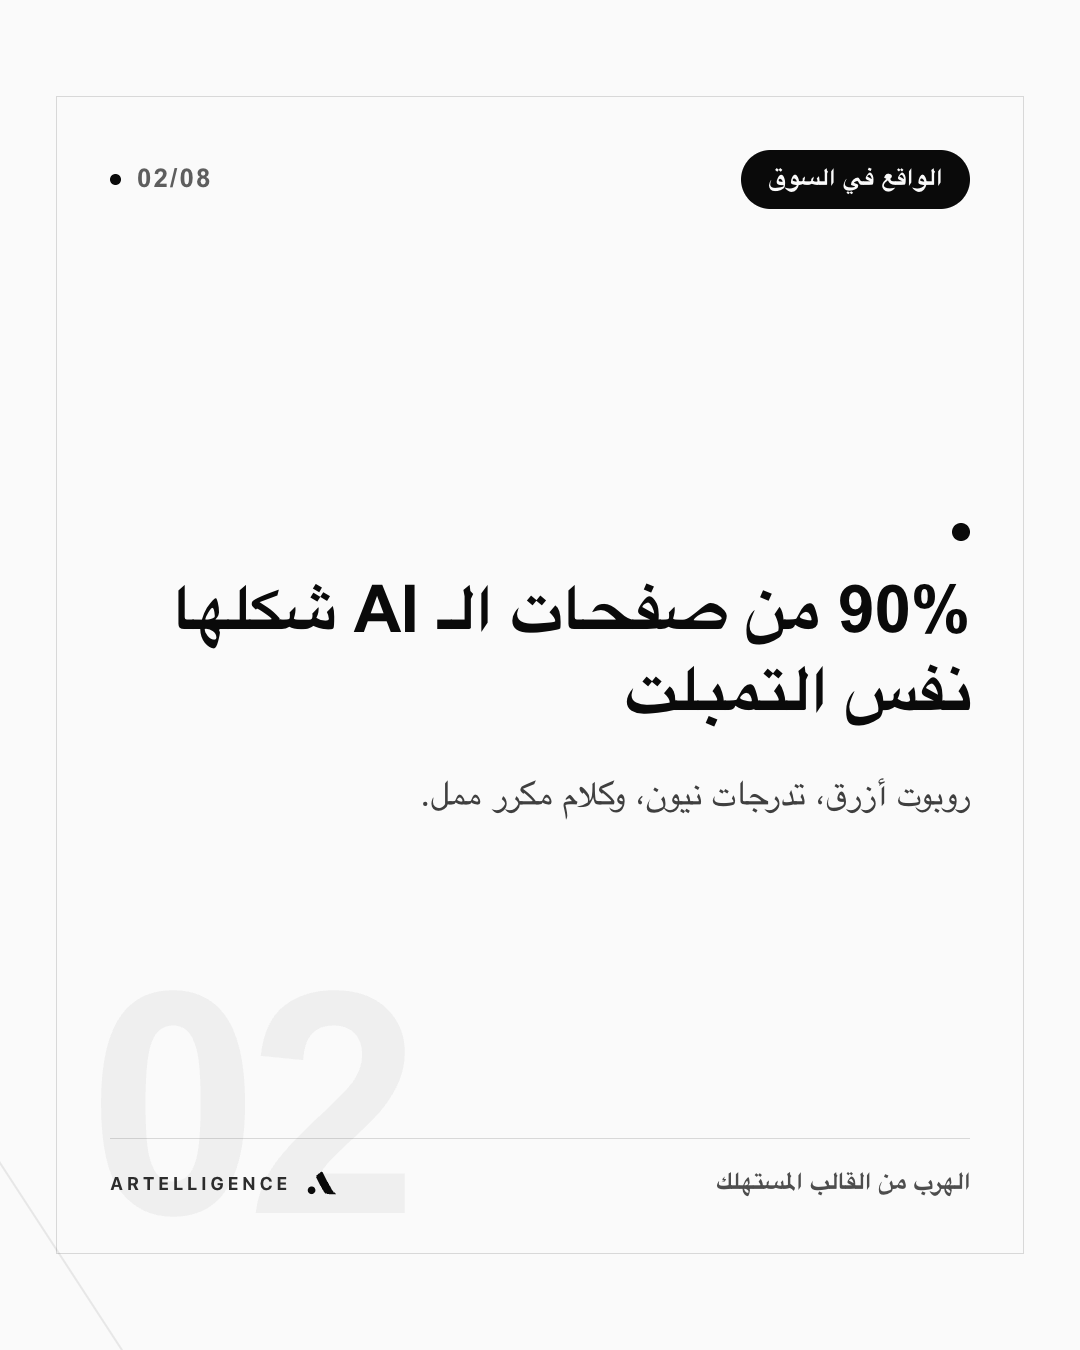 الواقع في السوق
02/08
90% من صفحات الـ AI شكلها
نفس التمبلت
روبوت أزرق، تدرجات نيون، وكلام مكرر ممل.
02
الهرب من القالب المستهلك
ARTELLIGENCE